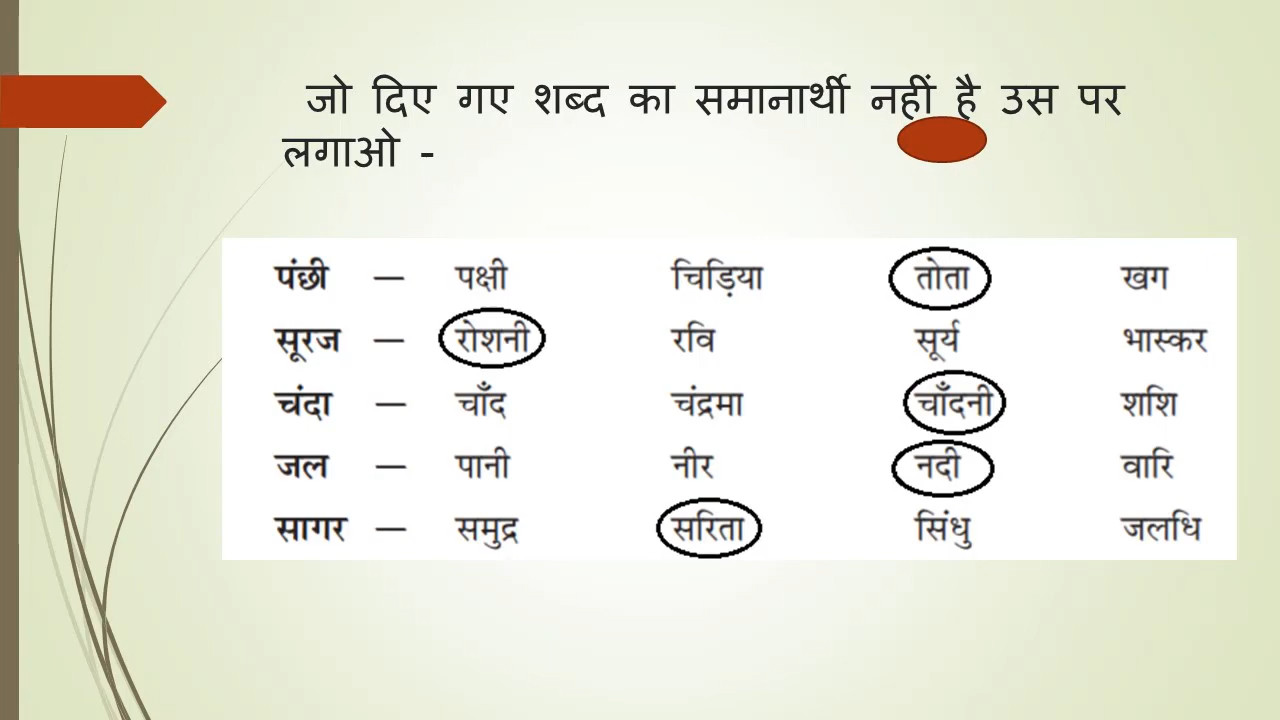 जो दिए गए शब्द का समानार्थी नहीं है उस पर
लगाओ -
पंछी — पक्षी चिड़िया तोता खग
सूरज — रोशनी रवि सूर्य भास्कर
चंदा — चाँद चंद्रमा चाँदनी शशि
जल — पानी नीर नदी वारि
सागर — समुद्र सरिता सिंधु जलधि